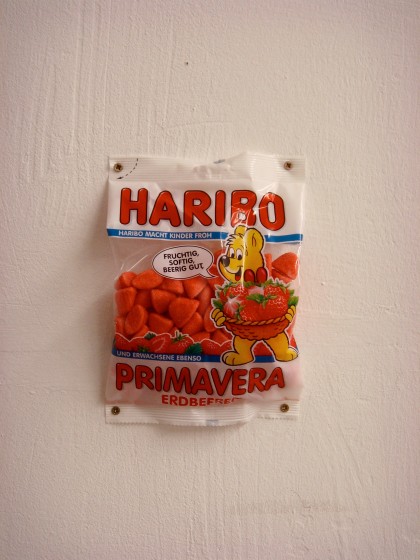 HARIBO
HARIBO MACHT KINDER FROH
FRUCHTIG,
SOFTIG,
BEERIG GUT.
UND ERWACHSENE EBENSO
PRIMAVERA